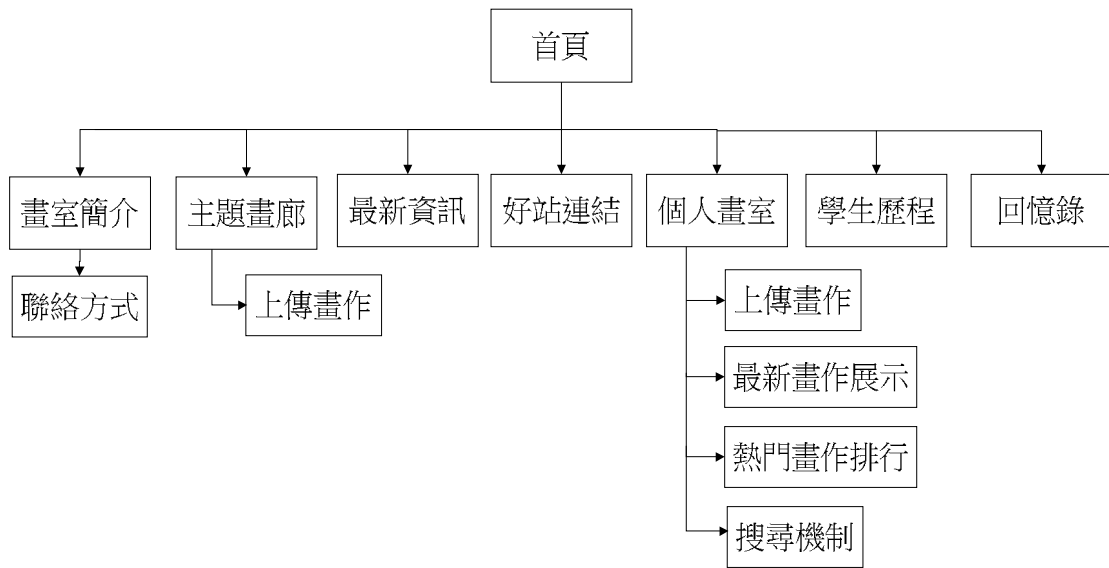 首頁
畫室簡介
主題畫廊
最新資訊
好站連結
個人畫室
學生歷程
回憶錄
聯絡方式
上傳畫作
上傳畫作
最新畫作展示
熱門畫作排行
搜尋機制